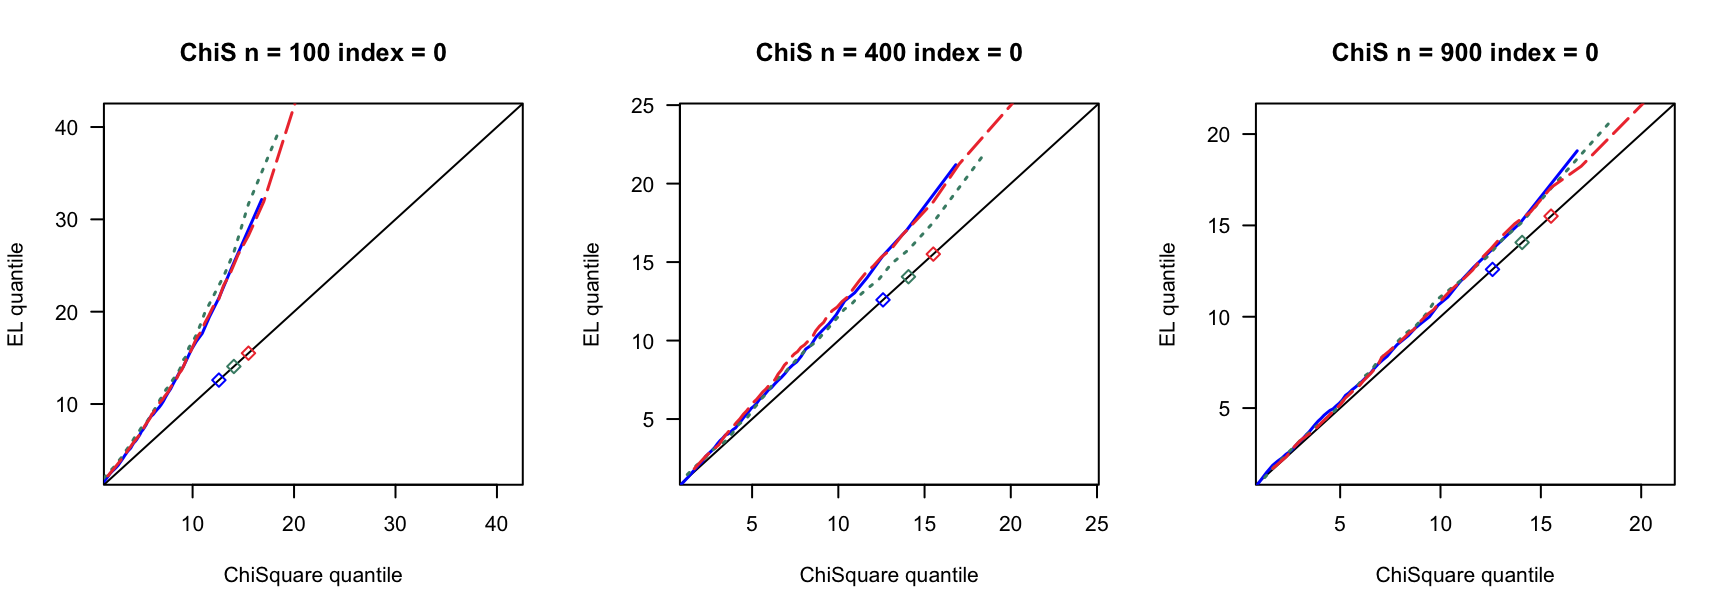 ChiS n = 100 index = 0
40
30
20
10
EL quantile
10 20 30 40
ChiSquare quantile
ChiS n = 400 index = 0
25
20
15
10
5
EL quantile
5 10 15 20 25
ChiSquare quantile
ChiS n = 900 index = 0
20
15
10
5
EL quantile
5 10 15 20
ChiSquare quantile